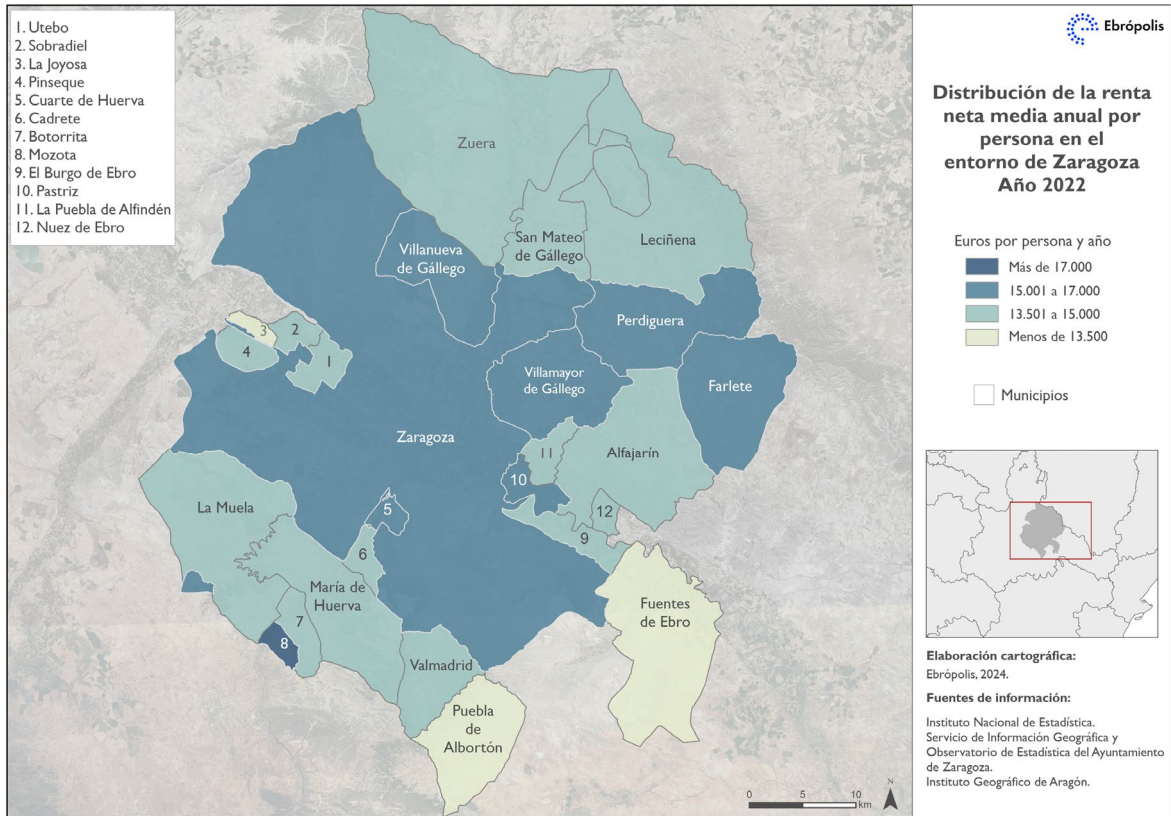 1. Utebo
2. Sobradiel
3. La Joyosa
4. Pinseque
5. Cuarte de Huerva
6. Cadrete
7. Botorrita
8. Mozota
9. El Burgo de Ebro
10. Pastriz
11. La Puebla de Alfindén
12. Nuez de Ebro
Zuera
San Mateo
de Gállego
Leciñena
Villanueva
de Gállego
Perdiguera
3
2
4
1
Villamayor
de Gállego
Farlete
Zaragoza
11
Alfajarín
10
5
12
9
La Muela
6
María de
Huerva
7
8
Fuentes
de Ebro
Valmadrid
Puebla
de
Albortón
0 5 10
km
N
Ebrópolis
Distribución de la renta
neta media anual por
persona en el
entorno de Zaragoza
Año 2022
Euros por persona y año
Más de 17.000
15.001 a 17.000
13.501 a 15.000
Menos de 13.500
Municipios
Elaboración cartográfica:
Ebrópolis, 2024.
Fuentes de información:
Instituto Nacional de Estadística.
Servicio de Información Geográfica y
Observatorio de Estadística del Ayuntamiento
de Zaragoza.
Instituto Geográfico de Aragón.